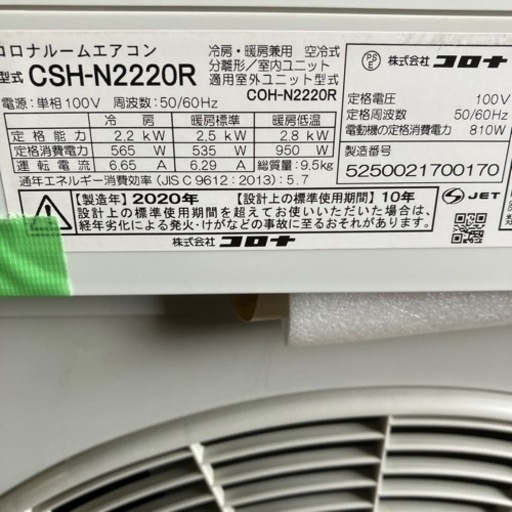 コロナルームエアコン
型式 CSH-N2220R
冷房・暖房兼用 空冷式
分離形／室内ユニット
適用室外ユニット型式
COH-N2220R
電源：単相100V 周波数：50/60Hz
冷 房 暖房標準 暖房低温
定格能力 2.2 kW 2.5 kW 2.8 kW
定格消費電力 565 W 535 W 950 W
運転電流 6.65 A 6.29 A 総質量：9.5kg
通年エネルギー消費効率(JIS C 9612：2013)：5.7
【製造年】2020年 【設計上の標準使用期間】10年
設計上の標準使用期間を超えてお使いいただいた場合は、
経年劣化による発火・けがなどの事故に至るおそれがあります。
株式会社 コロナ
PS
E
株式会社 コロナ
定格電圧 100V
定格周波数 50/60Hz
電動機の定格消費電力 810W
製造番号
5250021700170
JET